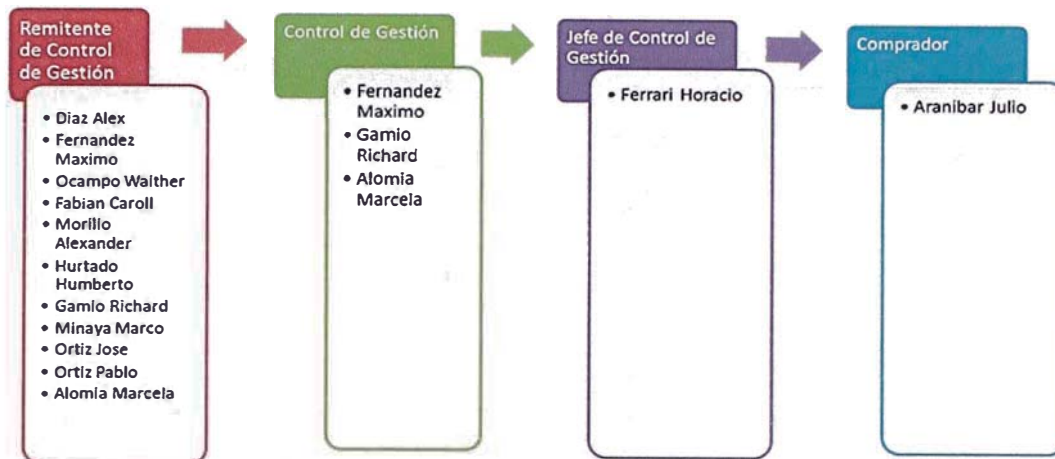 Remitente
de Control
de Gestión
• Diaz Alex
• Fernandez
Maximo
• Ocampo Walther
• Fabian Caroll
• Morillo
Alexander
• Hurtado
Humberto
• Gamio Richard
• Minaya Marco
• Ortiz Jose
• Ortiz Pablo
• Alomia Marcela
Control de Gestión
• Fernandez
Maximo
• Gamio
Richard
• Alomia
Marcela
Jefe de Control de
Gestión
• Ferrari Horacio
Comprador
• Aranibar Julio